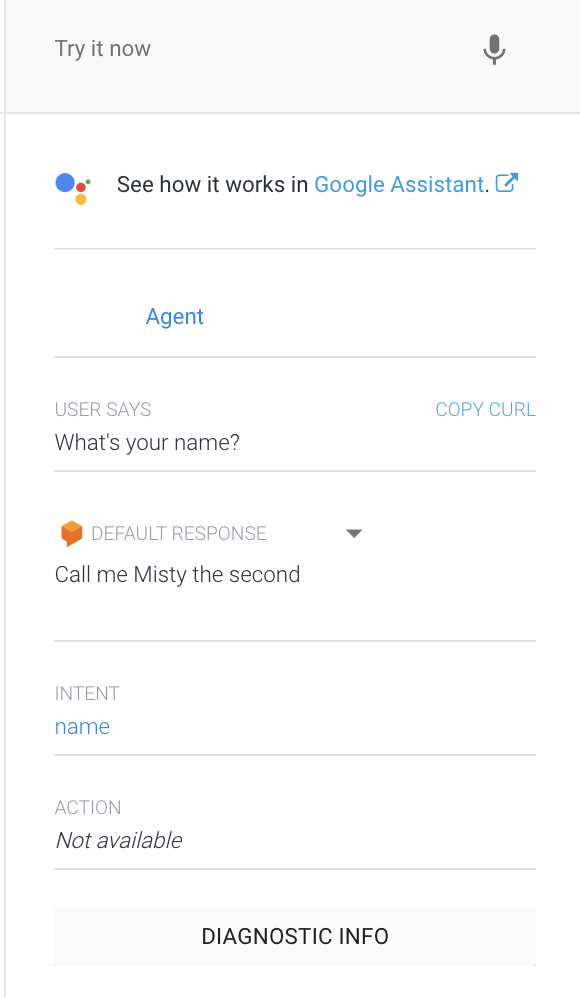 Try it now
See how it works in Google Assistant.
Agent
USER SAYS COPY CURL
What's your name?
DEFAULT RESPONSE
Call me Misty the second
INTENT
name
ACTION
Not available
DIAGNOSTIC INFO